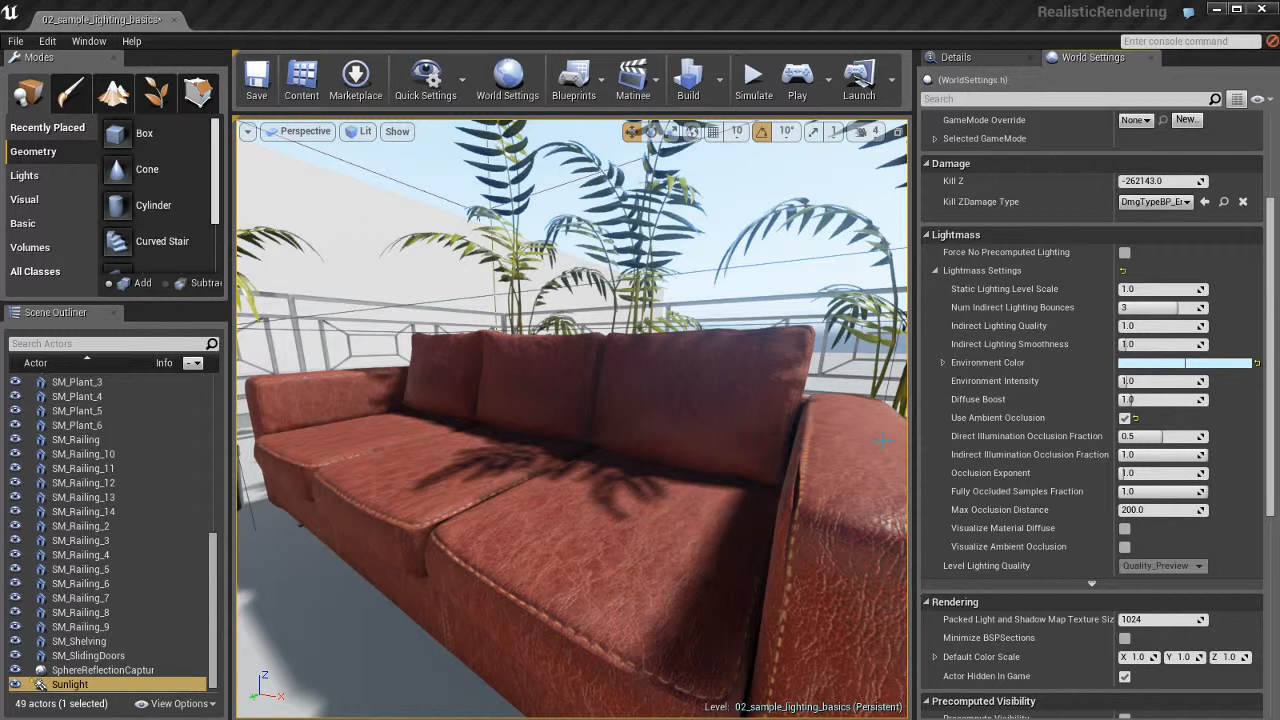 02_sample_lighting_basics*
RealisticRendering
File Edit Window Help
Enter console command
Modes
Recently Played
Geometry
Lights
Visual
Basic
Volumes
All Classes
Box
Cone
Cylinder
Curved Stair
Add Subtra
Save Content Marketplace Quick Settings World Settings Blueprints Matinee Build Simulate Play Launch
Perspective Lit Show
10 10° 1 4
Scene Outliner
Search Actors
Actor Info
SM_Plant_3
SM_Plant_4
SM_Plant_5
SM_Plant_6
SM_Railing
SM_Railing_10
SM_Railing_11
SM_Railing_12
SM_Railing_13
SM_Railing_14
SM_Railing_2
SM_Railing_3
SM_Railing_4
SM_Railing_5
SM_Railing_6
SM_Railing_7
SM_Railing_8
SM_Railing_9
SM_Shelving
SM_SlidingDoors
SphereReflectionCaptur
Sunlight
49 actors (1 selected) View Options
Z
X
Level: 02_sample_lighting_basics (Persistent)
Details World Settings
(WorldSettings.h)
Search
GameMode Override None New..
Selected GameMode
Damage
Kill Z -262143.0
Kill ZDamage Type DmgTypeBP_Er
Lightmass
Force No Precomputed Lighting
Lightmass Settings
Static Lighting Level Scale 1.0
Num Indirect Lighting Bounces 3
Indirect Lighting Quality 1.0
Indirect Lighting Smoothness 1.0
Environment Color
Environment Intensity 1.0
Diffuse Boost 1.0
Use Ambient Occlusion
Direct Illumination Occlusion Fraction 0.5
Indirect Illumination Occlusion Fraction 1.0
Occlusion Exponent 1.0
Fully Occluded Samples Fraction 1.0
Max Occlusion Distance 200.0
Visualize Material Diffuse
Visualize Ambient Occlusion
Level Lighting Quality Quality_Preview
Rendering
Packed Light and Shadow Map Texture Siz 1024
Minimize BSPSections
Default Color Scale X 1.0 Y 1.0 Z 1.0
Actor Hidden In Game
Precomputed Visibility